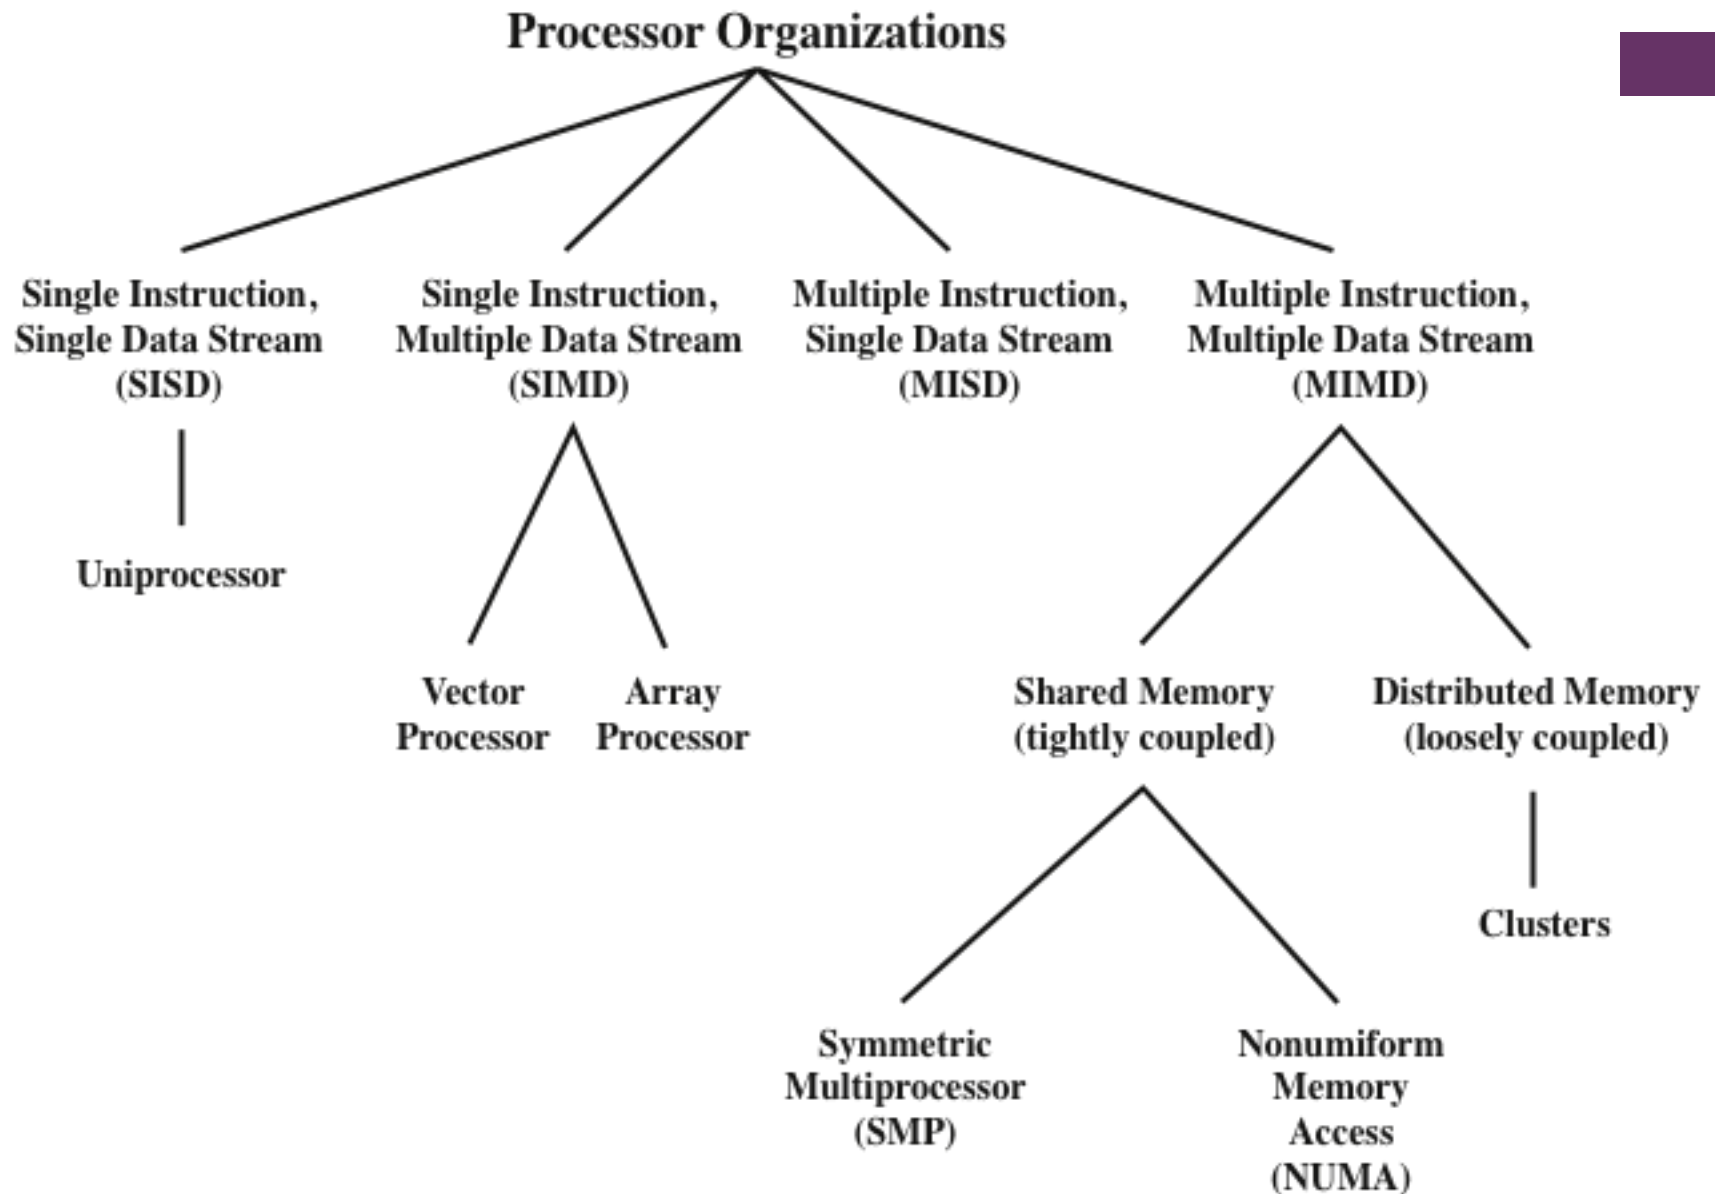 Processor Organizations
Single Instruction,
Single Data Stream
(SISD)
Single Instruction,
Multiple Data Stream
(SIMD)
Multiple Instruction,
Single Data Stream
(MISD)
Multiple Instruction,
Multiple Data Stream
(MIMD)
Uniprocessor
Vector
Processor
Array
Processor
Shared Memory
(tightly coupled)
Distributed Memory
(loosely coupled)
Clusters
Symmetric
Multiprocessor
(SMP)
Nonumiform
Memory
Access
(NUMA)